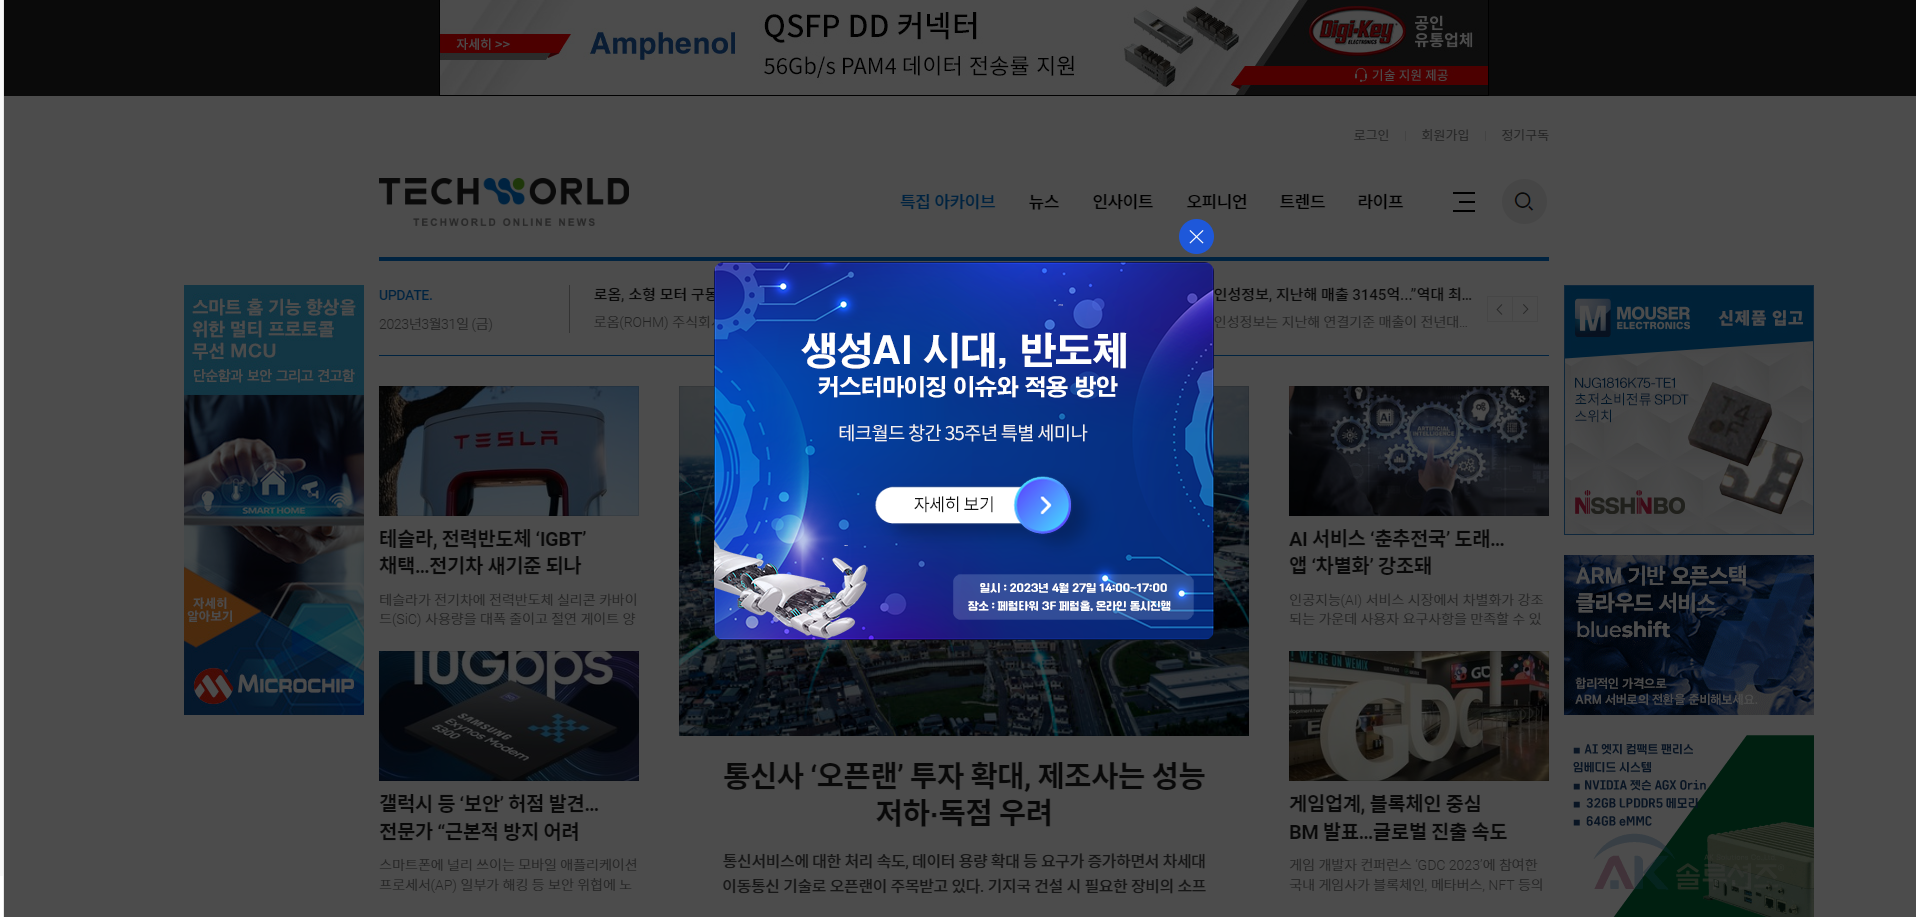 자세히 >>
Amphenol
QSFP DD 커넥터
56Gb/s PAM4 데이터 전송률 지원
Digi-Key
ELECTRONICS
공인
유통업체
기술 지원 제공
로그인
회원가입
정기구독
TECHWORLD
TECHWORLD ONLINE NEWS
특집 아카이브
뉴스
인사이트
오피니언
트렌드
라이프
UPDATE.
2023년3월31일 (금)
로옴, 소형 모터 구동
로옴(ROHM) 주식회사
인성정보, 지난해 매출 3145억…"역대 최…
인성정보는 지난해 연결기준 매출이 전년대…
생성AI 시대, 반도체
커스터마이징 이슈와 적용 방안
테크월드 창간 35주년 특별 세미나
자세히 보기
일시 : 2023년 4월 27일 14:00~17:00
장소 : 페럼타워 3F 페럼홀, 온라인 동시진행
스마트 홈 기능 향상을
위한 멀티 프로토콜
무선 MCU
단순함과 보안 그리고 견고함
SMART HOME
자세히
알아보기
MICROCHIP
TESLA
테슬라, 전력반도체 ‘IGBT’
채택…전기차 새기준 되나
테슬라가 전기차에 전력반도체 실리콘 카바이
드(SiC) 사용량을 대폭 줄이고 절연 게이트 양
10Gbps
SAMSUNG
Exynos Modem
5300
갤럭시 등 ‘보안’ 허점 발견…
전문가 “근본적 방지 어려
스마트폰에 널리 쓰이는 모바일 애플리케이션
프로세서(AP) 일부가 해킹 등 보안 위협에 노
통신사 ‘오픈랜’ 투자 확대, 제조사는 성능
저하·독점 우려
통신서비스에 대한 처리 속도, 데이터 용량 확대 등 요구가 증가하면서 차세대
이동통신 기술로 오픈랜이 주목받고 있다. 기지국 건설 시 필요한 장비의 소프
Ai
ARTIFICIAL
INTELLIGENCE
AI 서비스 ‘춘추전국’ 도래…
앱 ‘차별화’ 강조돼
인공지능(AI) 서비스 시장에서 차별화가 강조
되는 가운데 사용자 요구사항을 만족할 수 있
WE'RE ON WEMIX
GDC
GDC
게임업계, 블록체인 중심
BM 발표…글로벌 진출 속도
게임 개발자 컨퍼런스 ‘GDC 2023’에 참여한
국내 게임사가 블록체인, 메타버스, NFT 등의
M MOUSER
ELECTRONICS
신제품 입고
NJG1816K75-TE1
초저소비전류 SPDT
스위치
NISSHINBO
ARM 기반 오픈스택
클라우드 서비스
blueshift
합리적인 가격으로
ARM 서버로의 전환을 준비해보세요.
■ AI 엣지 컴팩트 팬리스
임베디드 시스템
■ NVIDIA 젯슨 AGX Orin
■ 32GB LPDDR5 메모리
■ 64GB eMMC
AK 솔루시즈